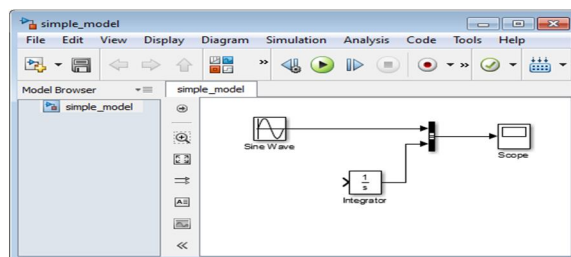 simple_model
File Edit View Display Diagram Simulation Analysis Code Tools Help
Model Browser
simple_model
simple_model
Sine Wave
Scope
1
s
Integrator